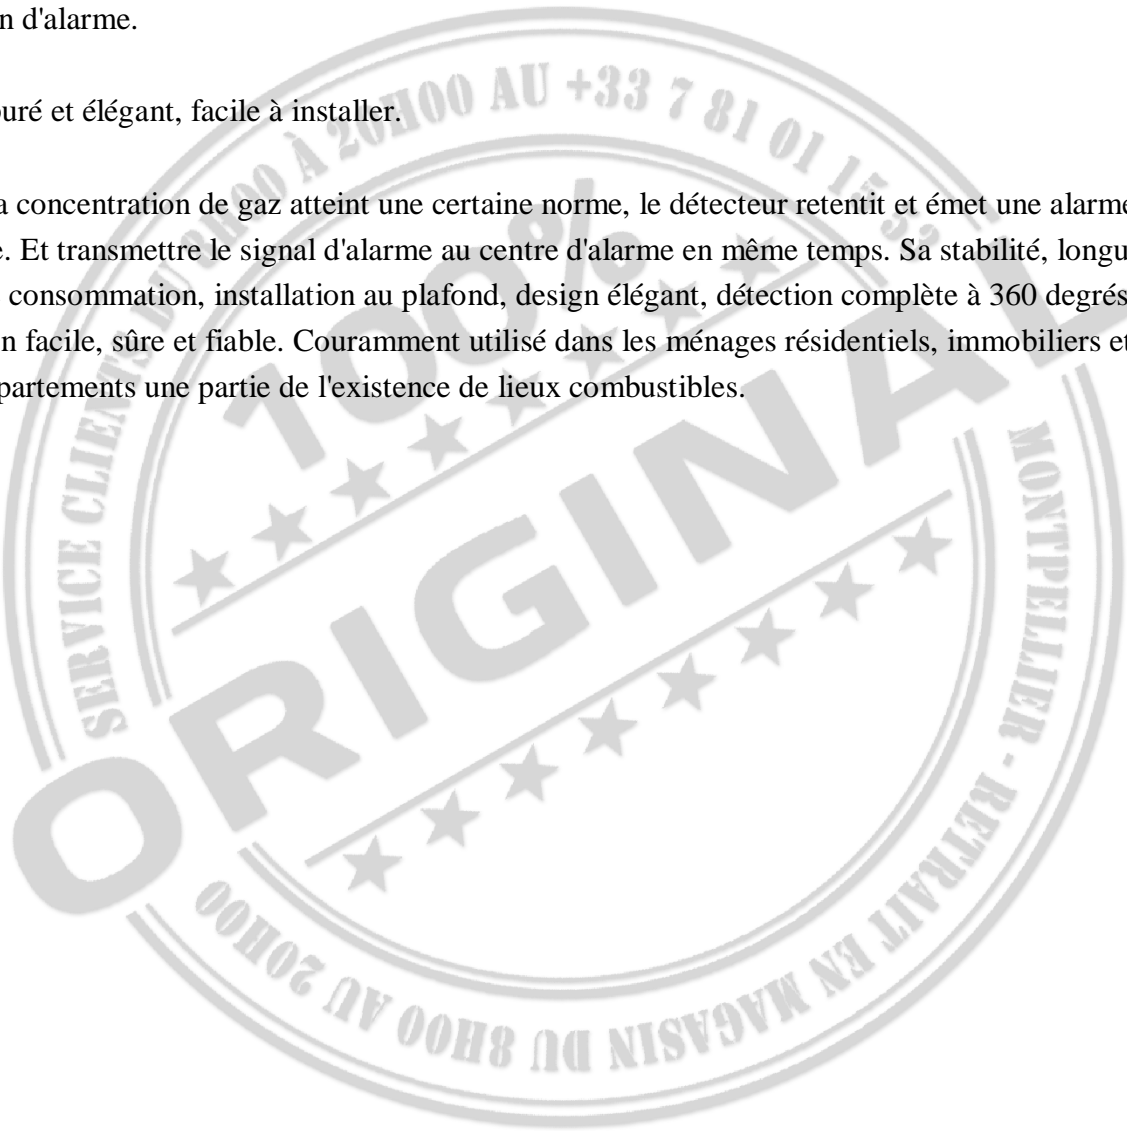 n d'alarme.
uré et élégant, facile à installer.
a concentration de gaz atteint une certaine norme, le détecteur retentit et émet une alarme
e. Et transmettre le signal d'alarme au centre d'alarme en même temps. Sa stabilité, longu
consommation, installation au plafond, design élégant, détection complète à 360 degrés
n facile, sûre et fiable. Couramment utilisé dans les ménages résidentiels, immobiliers et
partements une partie de l'existence de lieux combustibles.
SERVICE CLIENTS DU 8H00 À 20H00 AU +33 7 81 01 15
100%
ORIGINAL
MONTPELLIER - RETRAIT EN MAGASIN DU 8H00 AU 20H00